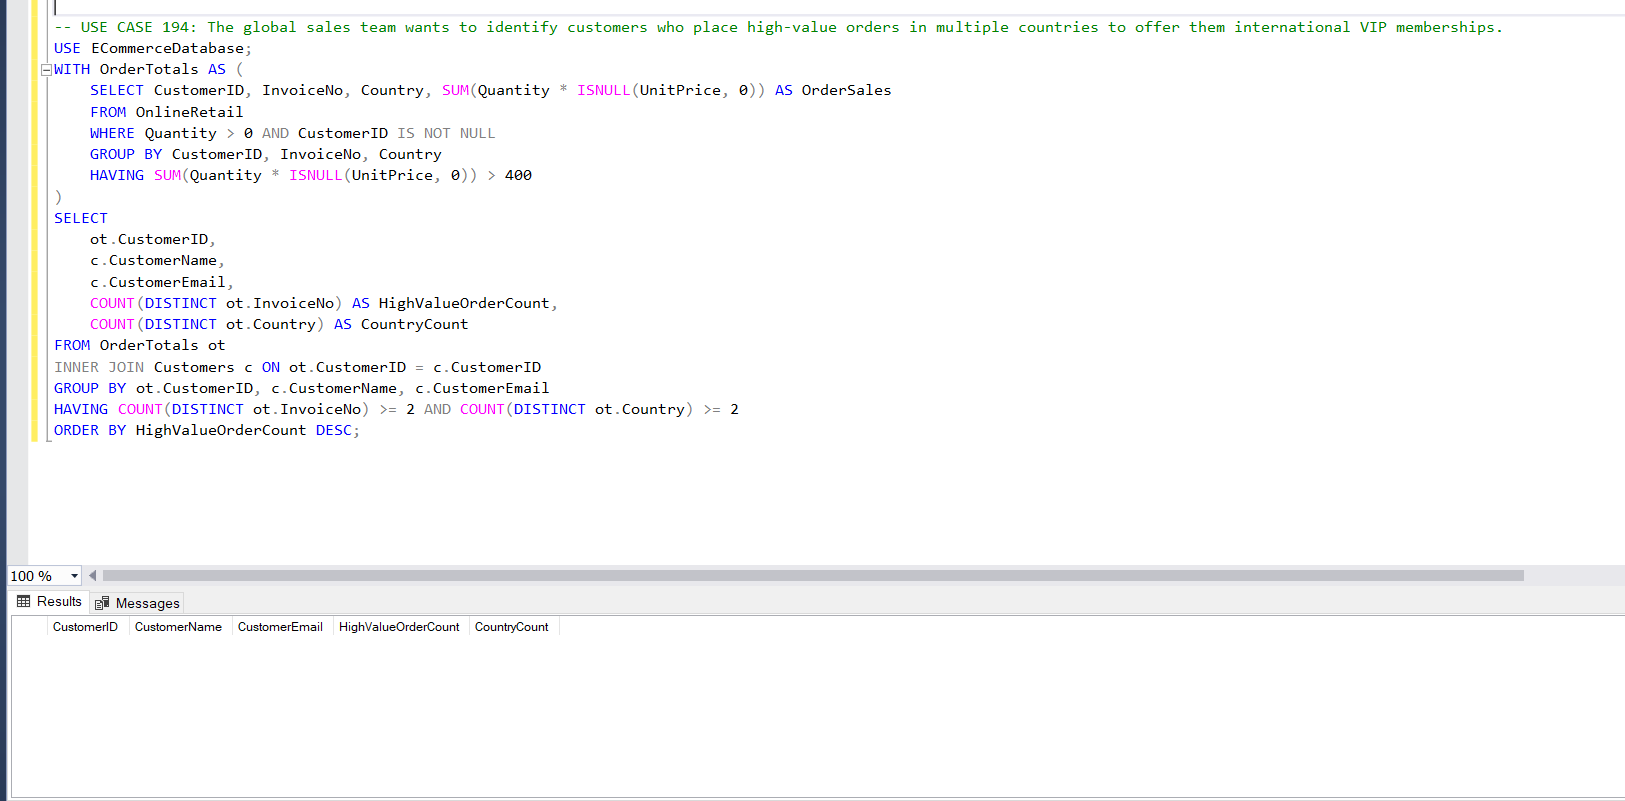 -- USE CASE 194: The global sales team wants to identify customers who place high-value orders in multiple countries to offer them international VIP memberships.
USE ECommerceDatabase;
WITH OrderTotals AS (
    SELECT CustomerID, InvoiceNo, Country, SUM(Quantity * ISNULL(UnitPrice, 0)) AS OrderSales
    FROM OnlineRetail
    WHERE Quantity > 0 AND CustomerID IS NOT NULL
    GROUP BY CustomerID, InvoiceNo, Country
    HAVING SUM(Quantity * ISNULL(UnitPrice, 0)) > 400
)
SELECT
    ot.CustomerID,
    c.CustomerName,
    c.CustomerEmail,
    COUNT(DISTINCT ot.InvoiceNo) AS HighValueOrderCount,
    COUNT(DISTINCT ot.Country) AS CountryCount
FROM OrderTotals ot
INNER JOIN Customers c ON ot.CustomerID = c.CustomerID
GROUP BY ot.CustomerID, c.CustomerName, c.CustomerEmail
HAVING COUNT(DISTINCT ot.InvoiceNo) >= 2 AND COUNT(DISTINCT ot.Country) >= 2
ORDER BY HighValueOrderCount DESC;
100 %
Results Messages
CustomerID CustomerName CustomerEmail HighValueOrderCount CountryCount